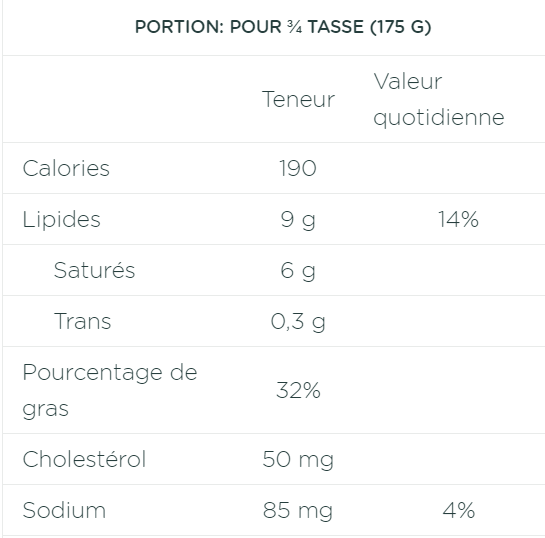 PORTION: POUR ¾ TASSE (175 G)
Teneur
Valeur
quotidienne
Calories 190
Lipides 9 g 14%
Saturés 6 g
Trans 0,3 g
Pourcentage de
gras
32%
Cholestérol 50 mg
Sodium 85 mg 4%